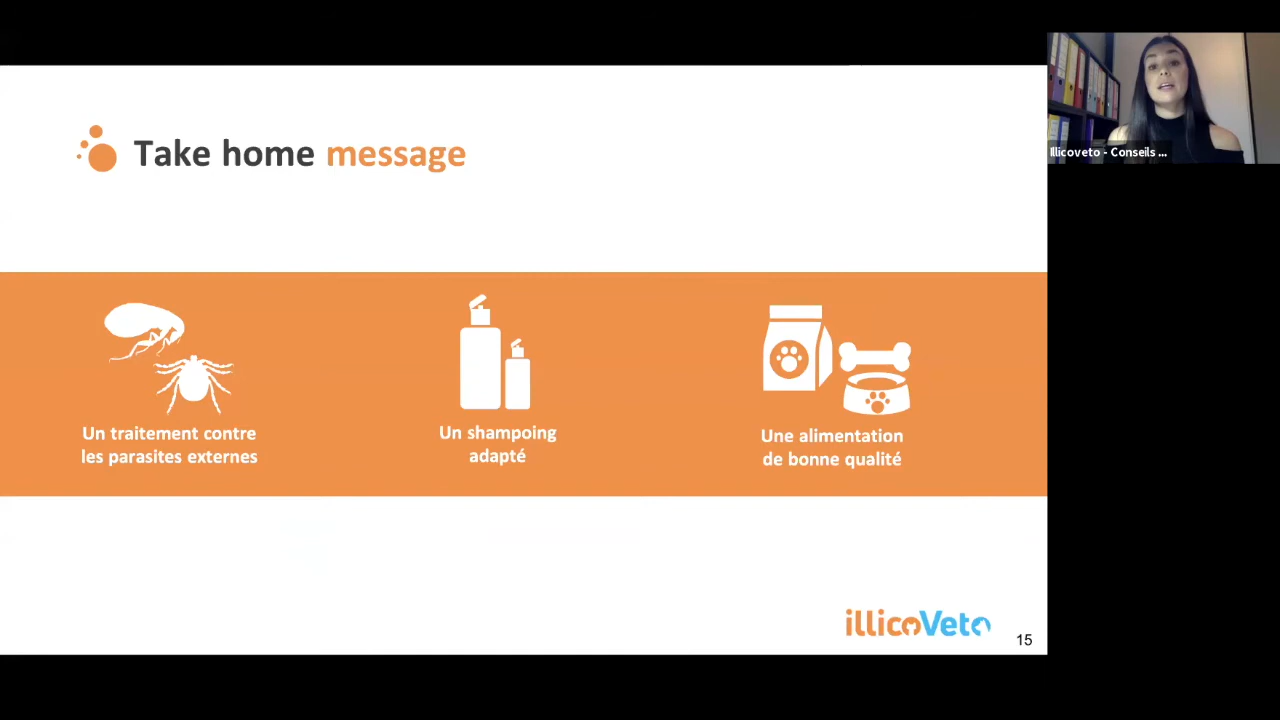 Take home message
Un traitement contre
les parasites externes
Un shampoing
adapté
Une alimentation
de bonne qualité
illicoVeto
15
Illicoveto - Conseils ...